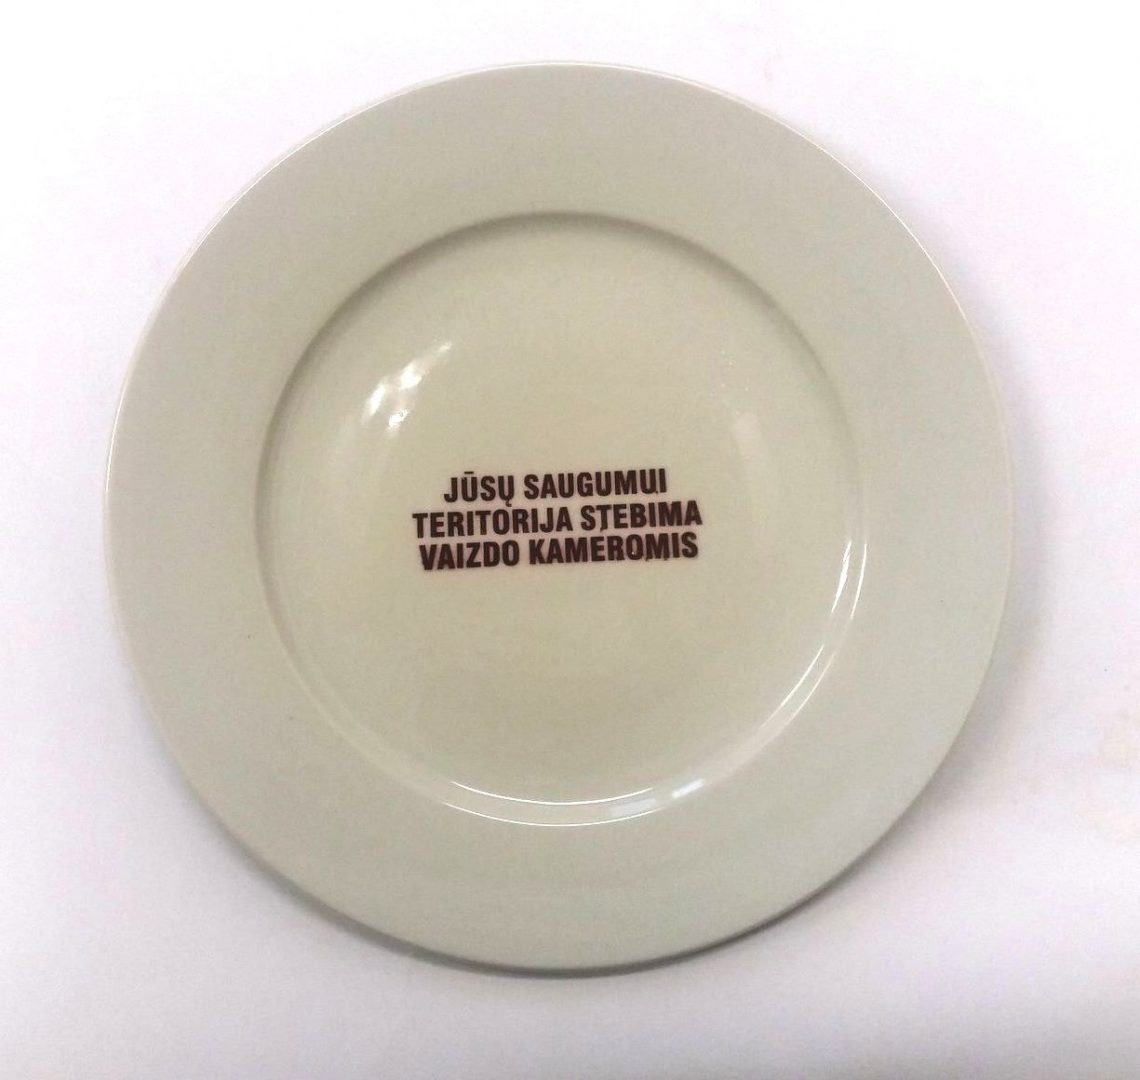 JŪSŲ SAUGUMUI
TERITORIJA STEBIMA
VAIZDO KAMEROMIS